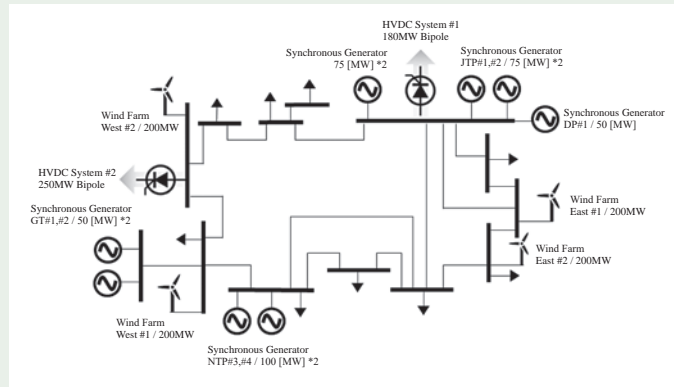 HVDC System #1
180MW Bipole
Synchronous Generator
75 [MW] *2
Synchronous Generator
JTP#1,#2 / 75 [MW] *2
Synchronous Generator
DP#1 / 50 [MW]
Wind Farm
West #2 / 200MW
HVDC System #2
250MW Bipole
Synchronous Generator
GT#1,#2 / 50 [MW] *2
Wind Farm
East #1 / 200MW
Wind Farm
East #2 / 200MW
Wind Farm
West #1 / 200MW
Synchronous Generator
NTP#3,#4 / 100 [MW] *2